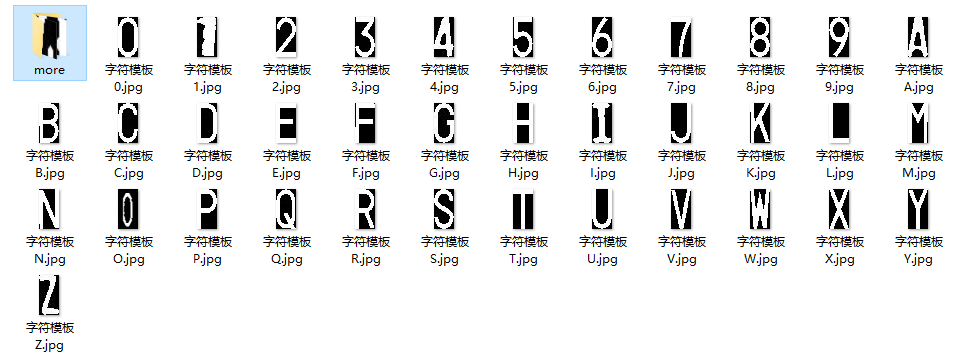 0 1 2 3 4 5 6 7 8 9 A
more 字符模板 字符模板 字符模板 字符模板 字符模板 字符模板 字符模板 字符模板 字符模板 字符模板 字符模板
0.jpg 1.jpg 2.jpg 3.jpg 4.jpg 5.jpg 6.jpg 7.jpg 8.jpg 9.jpg A.jpg
B C D E F G H I J K L M
字符模板 字符模板 字符模板 字符模板 字符模板 字符模板 字符模板 字符模板 字符模板 字符模板 字符模板 字符模板
B.jpg C.jpg D.jpg E.jpg F.jpg G.jpg H.jpg I.jpg J.jpg K.jpg L.jpg M.jpg
N O P Q R S T U V W X Y
字符模板 字符模板 字符模板 字符模板 字符模板 字符模板 字符模板 字符模板 字符模板 字符模板 字符模板 字符模板
N.jpg O.jpg P.jpg Q.jpg R.jpg S.jpg T.jpg U.jpg V.jpg W.jpg X.jpg Y.jpg
Z
字符模板
Z.jpg